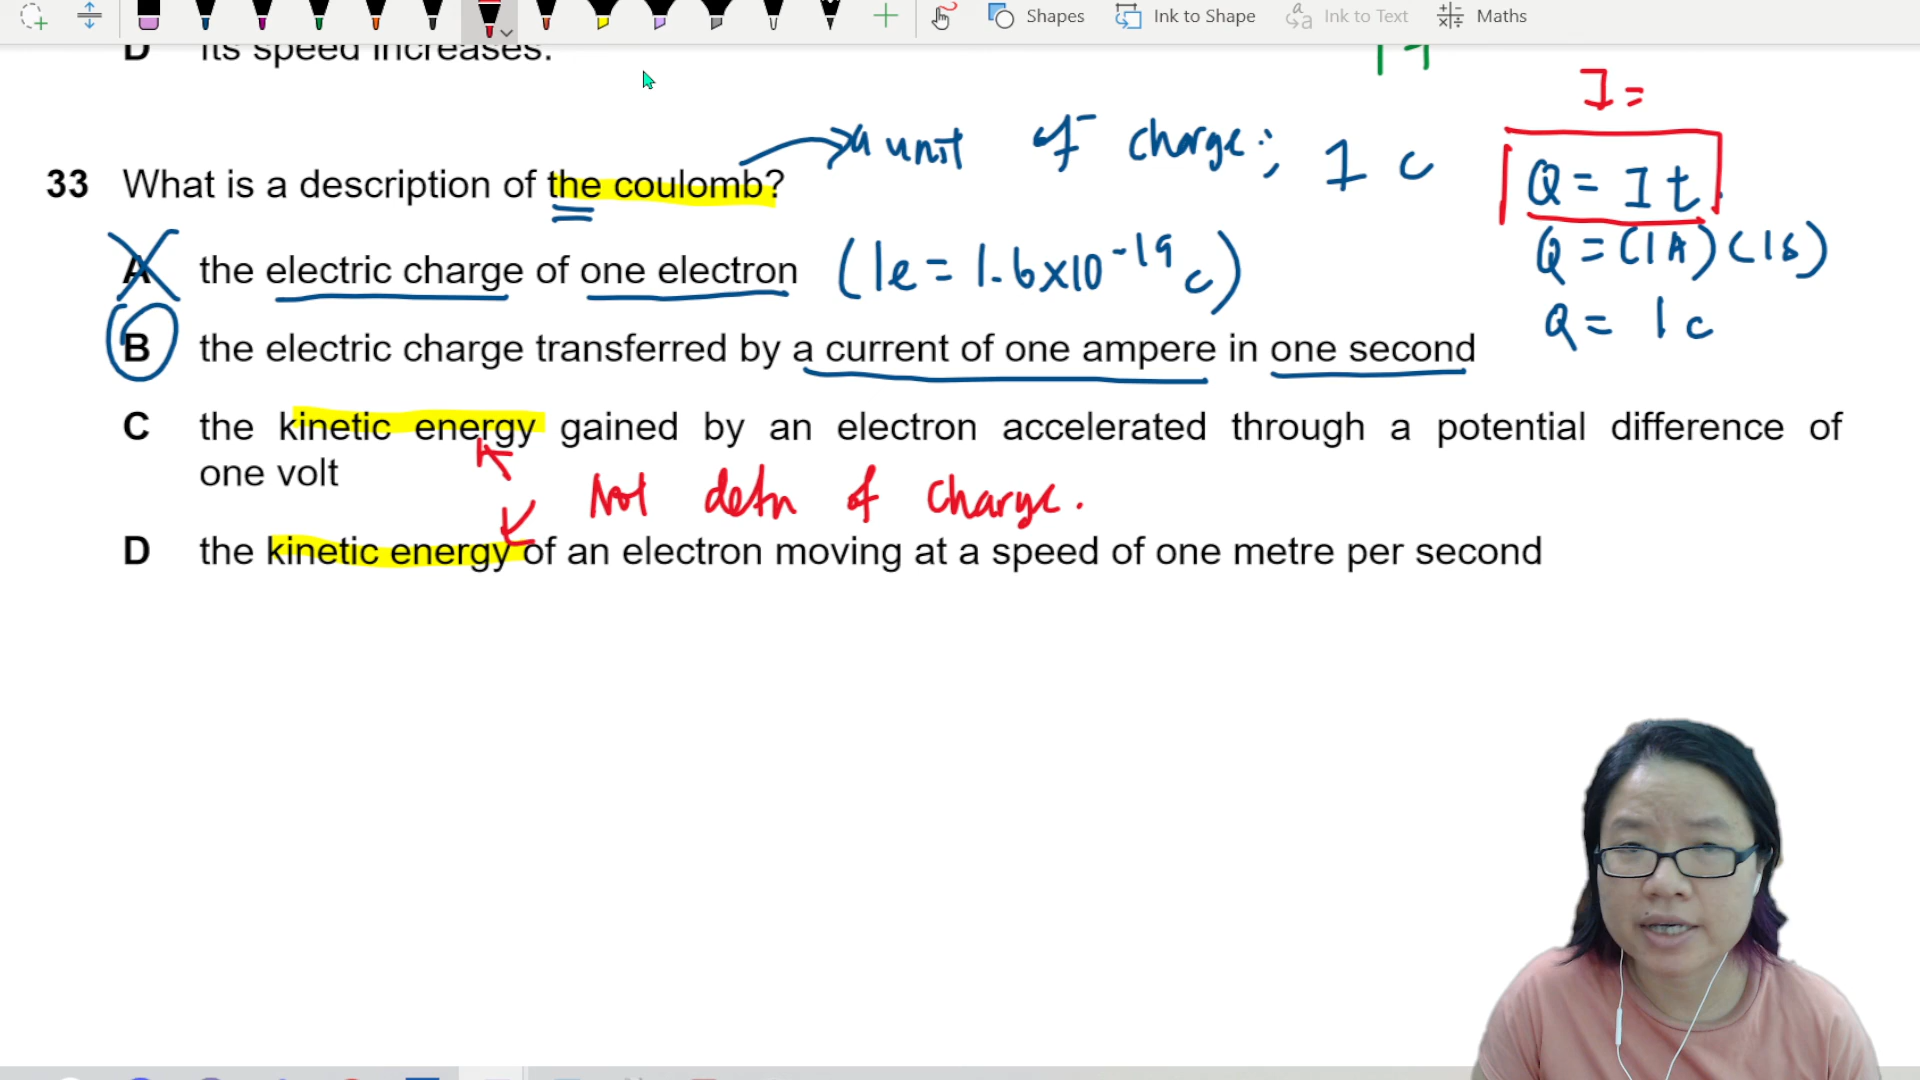 Shapes Ink to Shape Ink to Text Maths
D its speed increases.
I =
a unit of charge ; 1 C
33 What is a description of the coulomb?
Q = I t
A the electric charge of one electron (1e = 1.6x10-19 C)
Q = (1A)(1s)
Q = 1 C
B the electric charge transferred by a current of one ampere in one second
C the kinetic energy gained by an electron accelerated through a potential difference of
one volt
Not defn of charge.
D the kinetic energy of an electron moving at a speed of one metre per second